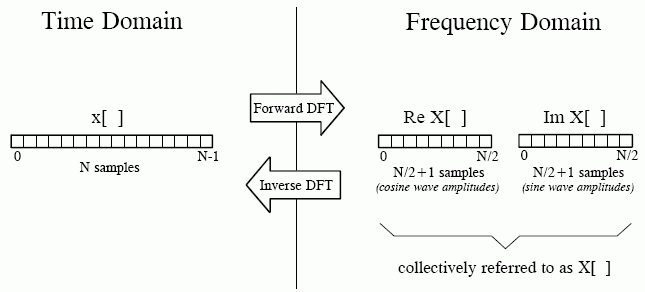 Time Domain
Frequency Domain
x[  ]
0
N-1
N samples
Forward DFT
Inverse DFT
Re X[  ]
0
N/2
N/2+1 samples
(cosine wave amplitudes)
Im X[  ]
0
N/2
N/2+1 samples
(sine wave amplitudes)
collectively referred to as X[  ]